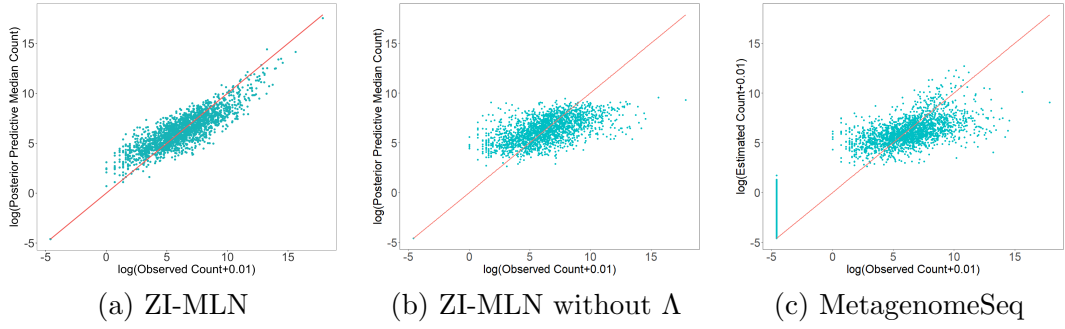 log(Posterior Predictive Median Count)
15
10
5
0
-5
-5 0 5 10 15
log(Observed Count+0.01)
(a) ZI-MLN
log(Posterior Predictive Median Count)
15
10
5
0
-5
-5 0 5 10 15
log(Observed Count+0.01)
(b) ZI-MLN without Λ
log(Estimated Count+0.01)
15
10
5
0
-5
-5 0 5 10 15
log(Observed Count+0.01)
(c) MetagenomeSeq